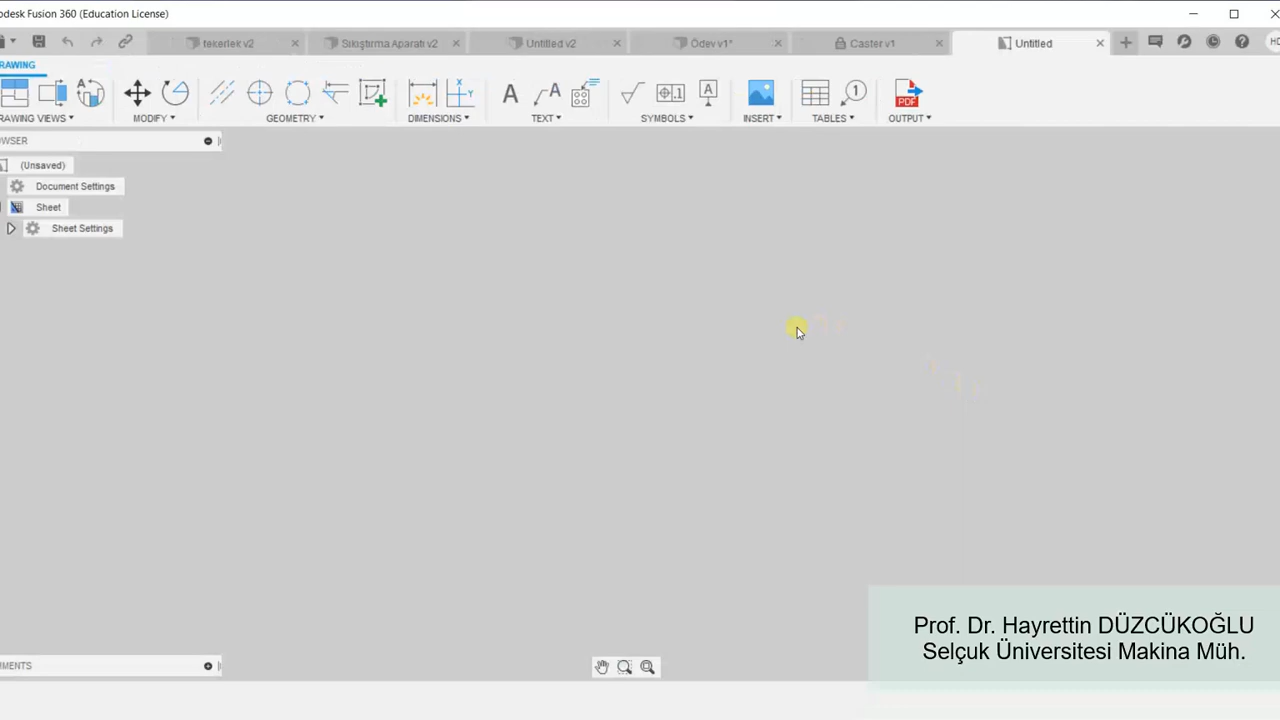 odesk Fusion 360 (Education License)
tekerlek v2
Sıkıştırma Aparatı v2
Untitled v2
Ödev v1*
Caster v1
Untitled
HD
RAWING
RAWING VIEWS
MODIFY
GEOMETRY
DIMENSIONS
TEXT
SYMBOLS
INSERT
TABLES
OUTPUT
PDF
WSER
(Unsaved)
Document Settings
Sheet
Sheet Settings
MENTS
Prof. Dr. Hayrettin DÜZCÜKOĞLU
Selçuk Üniversitesi Makina Müh.